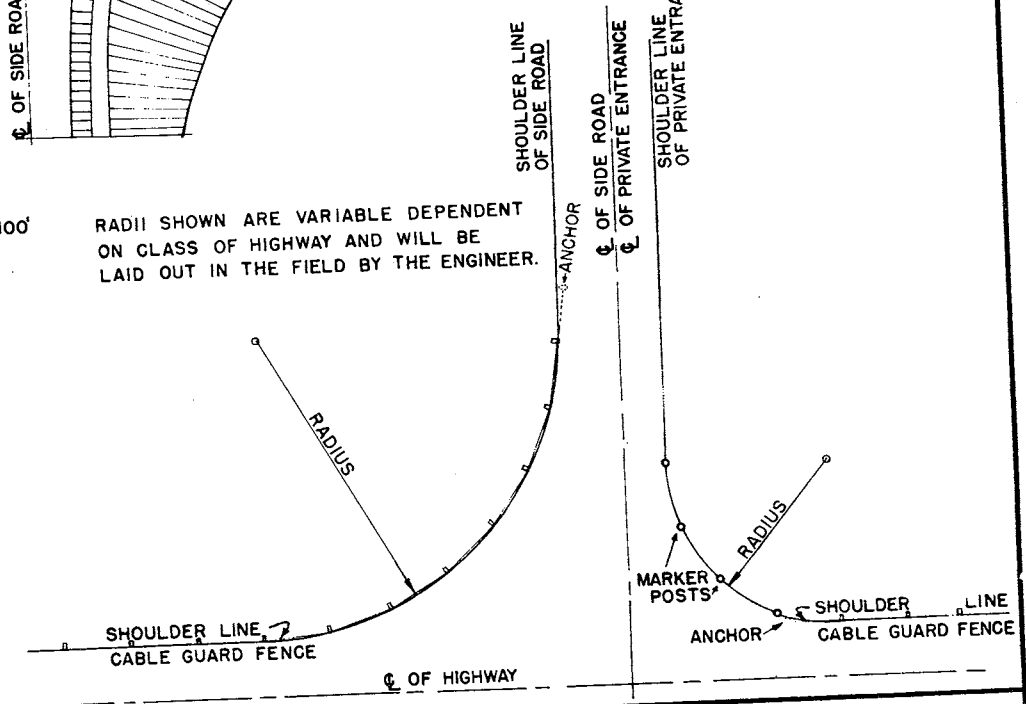 ℄ OF SIDE ROA
SHOULDER LINE
OF SIDE ROAD
℄ OF SIDE ROAD
℄ OF PRIVATE ENTRANCE
SHOULDER LINE
OF PRIVATE ENTRA
100'
RADII SHOWN ARE VARIABLE DEPENDENT
ON CLASS OF HIGHWAY AND WILL BE
LAID OUT IN THE FIELD BY THE ENGINEER.
ANCHOR
RADIUS
RADIUS
MARKER
POSTS
SHOULDER LINE
CABLE GUARD FENCE
ANCHOR
SHOULDER LINE
CABLE GUARD FENCE
℄ OF HIGHWAY